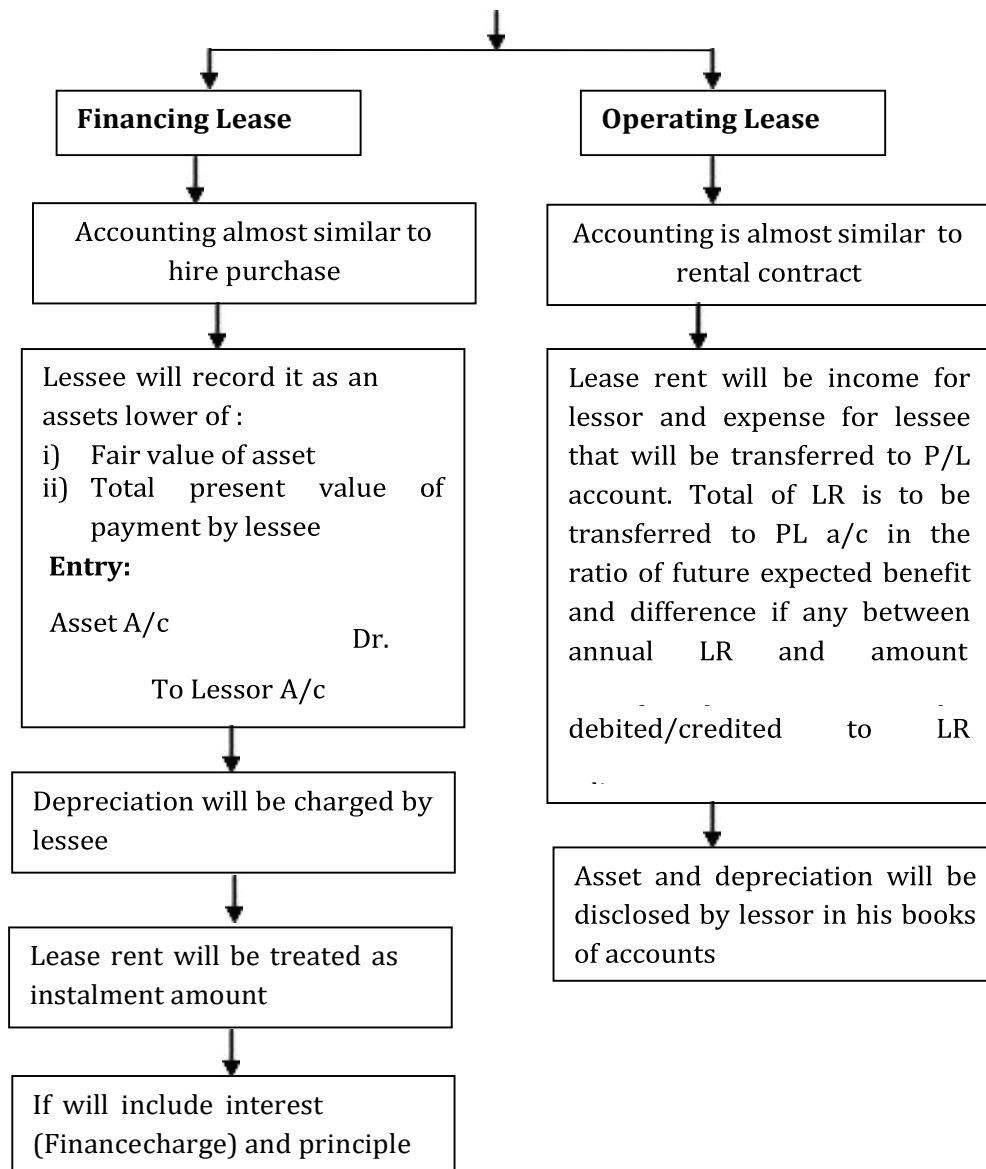 Financing Lease
Accounting almost similar to
hire purchase
Lessee will record it as an
assets lower of :
i) Fair value of asset
ii) Total present value of
payment by lessee
Entry:
Asset A/c
Dr.
To Lessor A/c
Depreciation will be charged by
lessee
Lease rent will be treated as
instalment amount
If will include interest
(Financecharge) and principle
Operating Lease
Accounting is almost similar to
rental contract
Lease rent will be income for
lessor and expense for lessee
that will be transferred to P/L
account. Total of LR is to be
transferred to PL a/c in the
ratio of future expected benefit
and difference if any between
annual LR and amount
debited/credited to LR
Asset and depreciation will be
disclosed by lessor in his books
of accounts